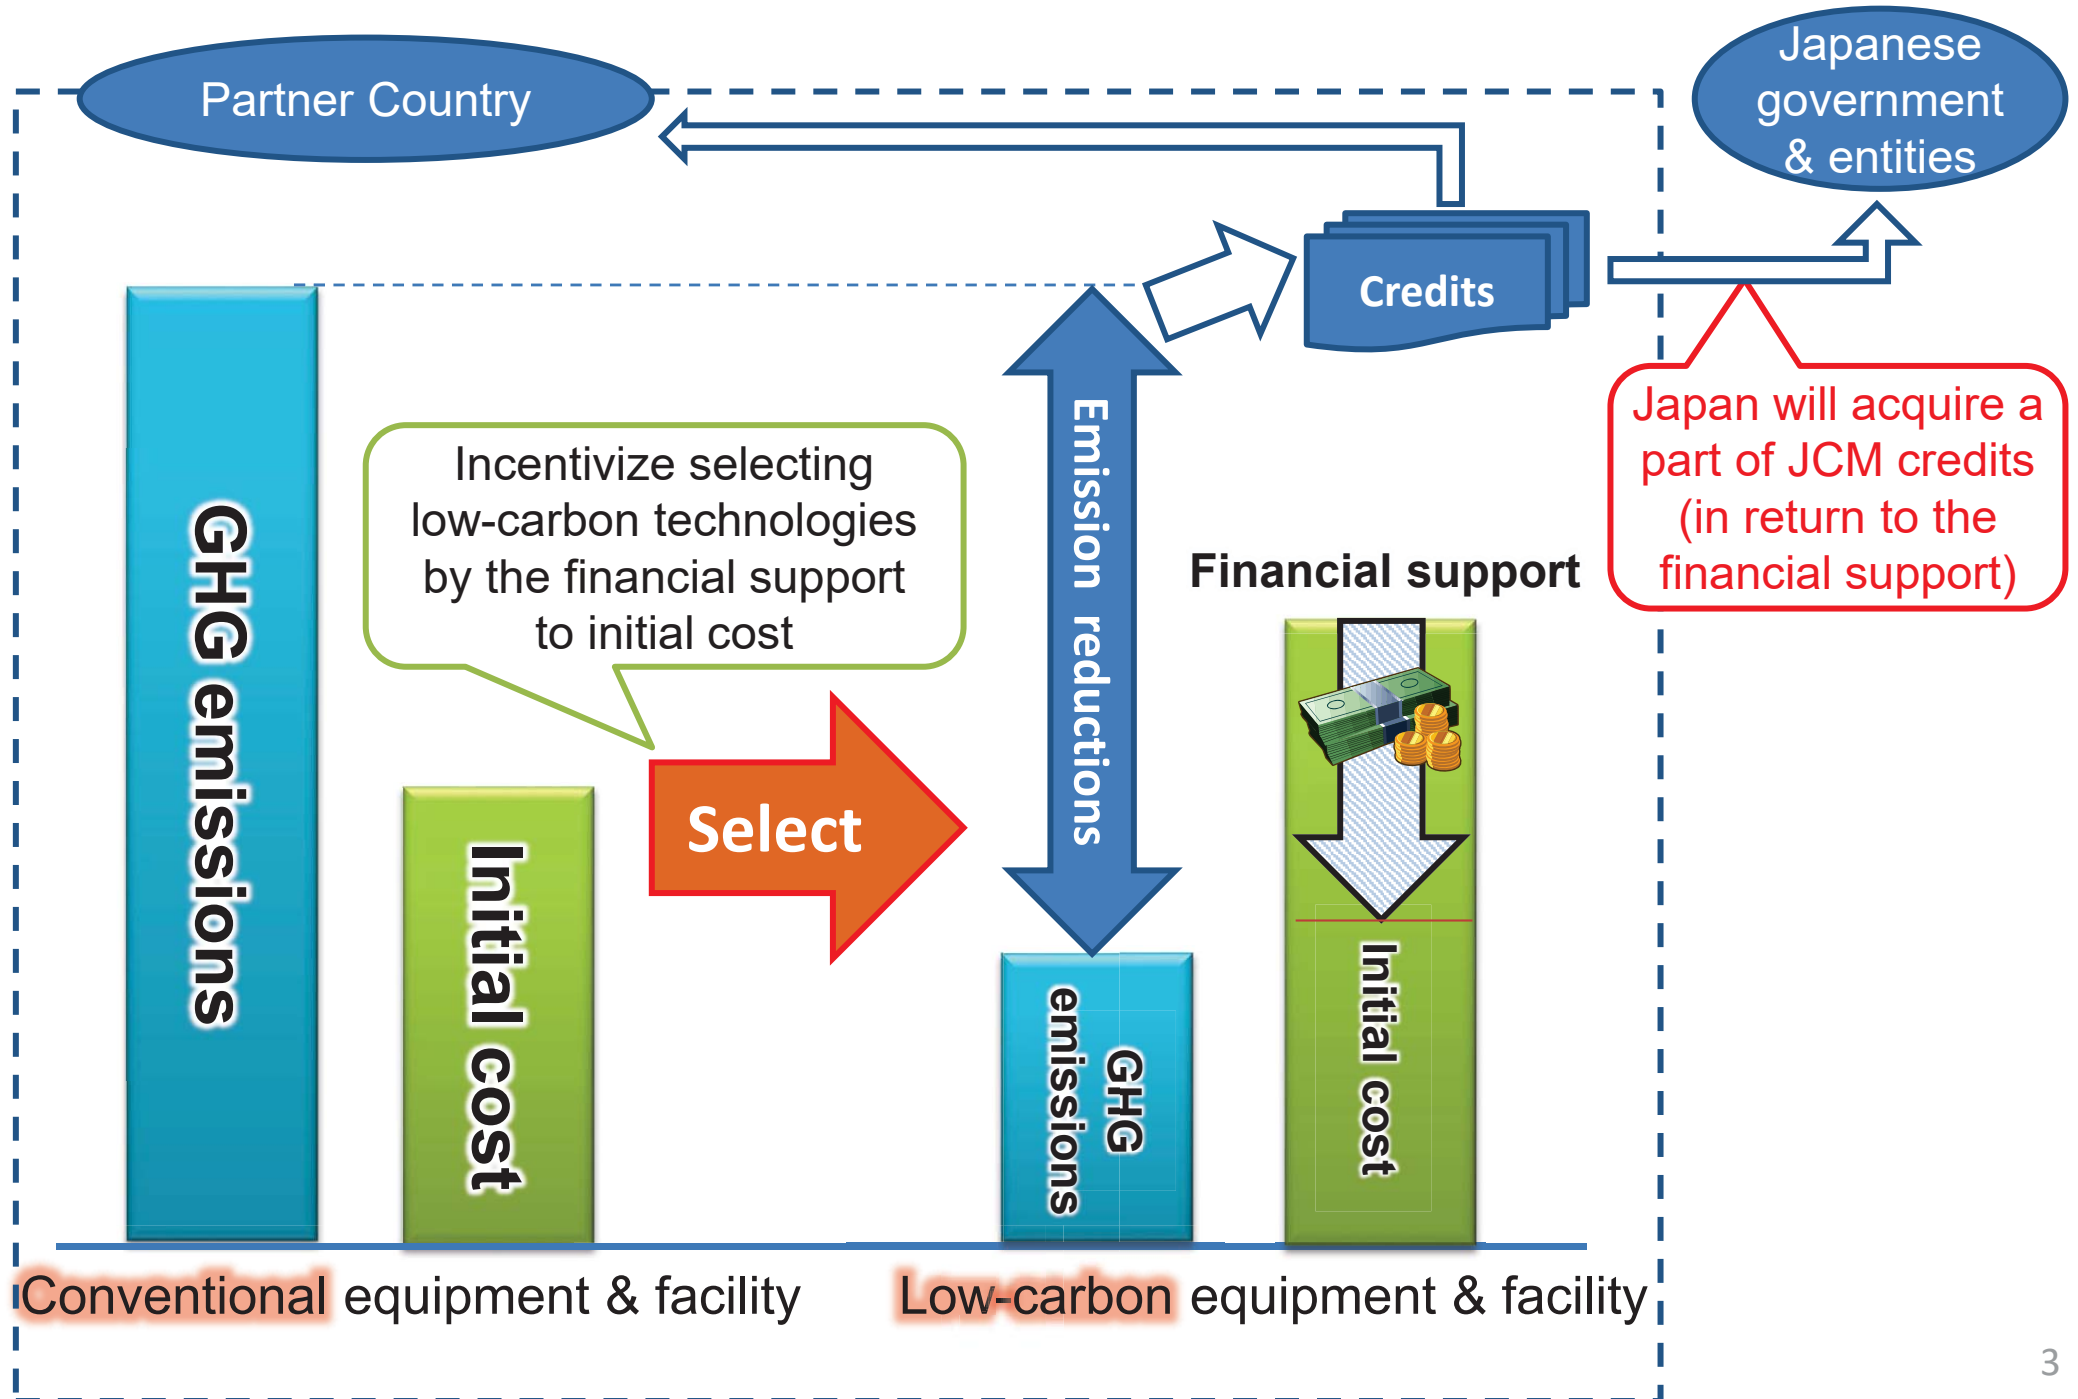 Partner Country
Japanese
government
& entities
Credits
Japan will acquire a
part of JCM credits
(in return to the
financial support)
Incentivize selecting
low-carbon technologies
by the financial support
to initial cost
Emission reductions
Financial support
GHG emissions
Initial cost
Select
GHG
emissions
Initial cost
Conventional equipment & facility
Low-carbon equipment & facility
3